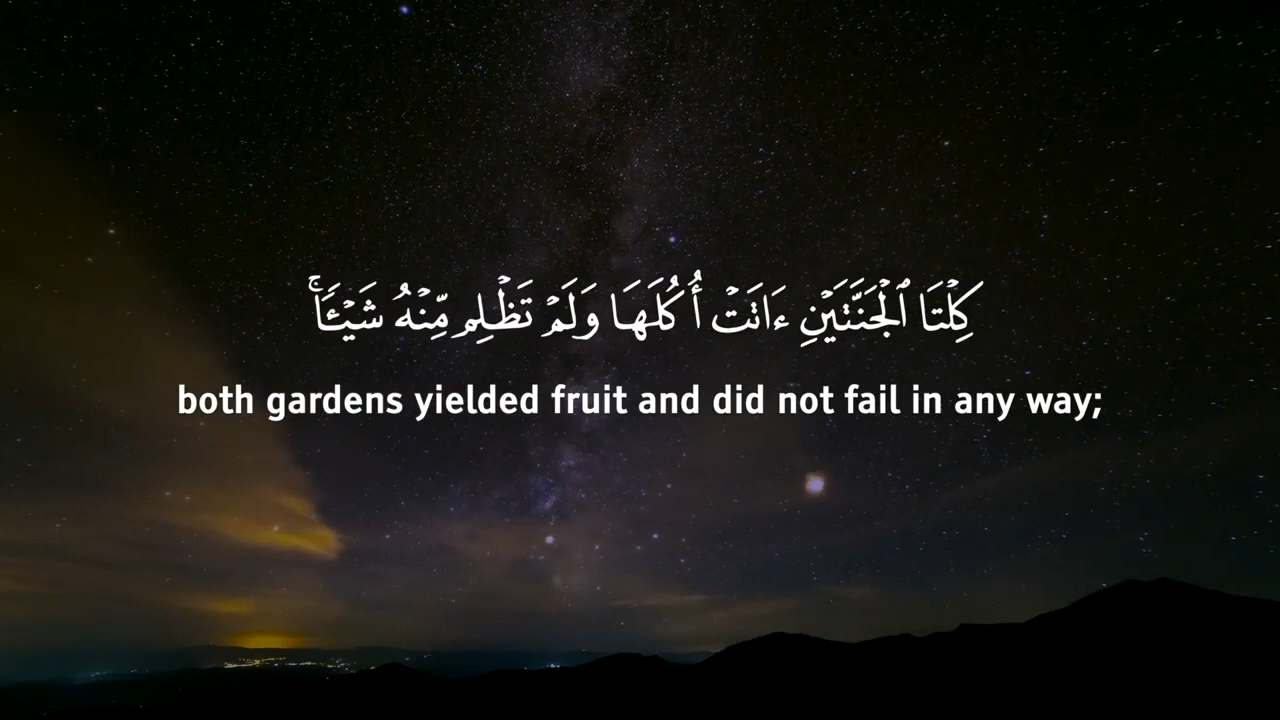 كِلْتَا ٱلْجَنَّتَيْنِ ءَاتَتْ أُكُلَهَا وَلَمْ تَظْلِم مِّنْهُ شَيْـًٔا ۚ
both gardens yielded fruit and did not fail in any way;